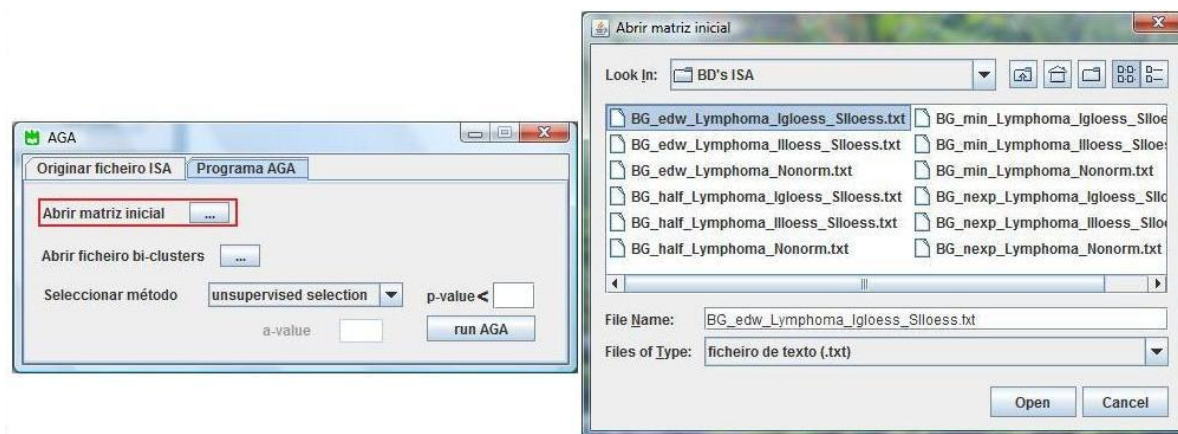 AGA
Originar ficheiro ISA Programa AGA
Abrir matriz inicial ...
Abrir ficheiro bi-clusters ...
Seleccionar método unsupervised selection p-value<
a-value run AGA
Abrir matriz inicial
Look In: BD's ISA
BG_edw_Lymphoma_Igloess_Slloess.txt BG_min_Lymphoma_Igloess_Slloe
BG_edw_Lymphoma_Illoess_Slloess.txt BG_min_Lymphoma_Illoess_Slloes
BG_edw_Lymphoma_Nonorm.txt BG_min_Lymphoma_Nonorm.txt
BG_half_Lymphoma_Igloess_Slloess.txt BG_nexp_Lymphoma_Igloess_Sllo
BG_half_Lymphoma_Illoess_Slloess.txt BG_nexp_Lymphoma_Illoess_Sllo
BG_half_Lymphoma_Nonorm.txt BG_nexp_Lymphoma_Nonorm.txt
File Name: BG_edw_Lymphoma_Igloess_Slloess.txt
Files of Type: ficheiro de texto (.txt)
Open Cancel